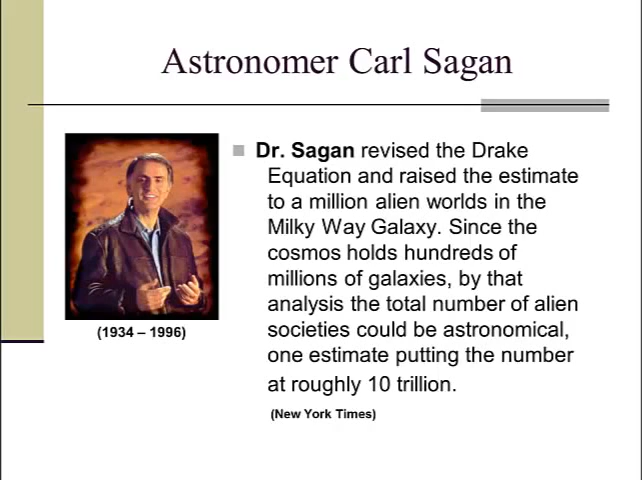 Astronomer Carl Sagan
Dr. Sagan revised the Drake
Equation and raised the estimate
to a million alien worlds in the
Milky Way Galaxy. Since the
cosmos holds hundreds of
millions of galaxies, by that
analysis the total number of alien
societies could be astronomical,
one estimate putting the number
at roughly 10 trillion.
(New York Times)
(1934 – 1996)